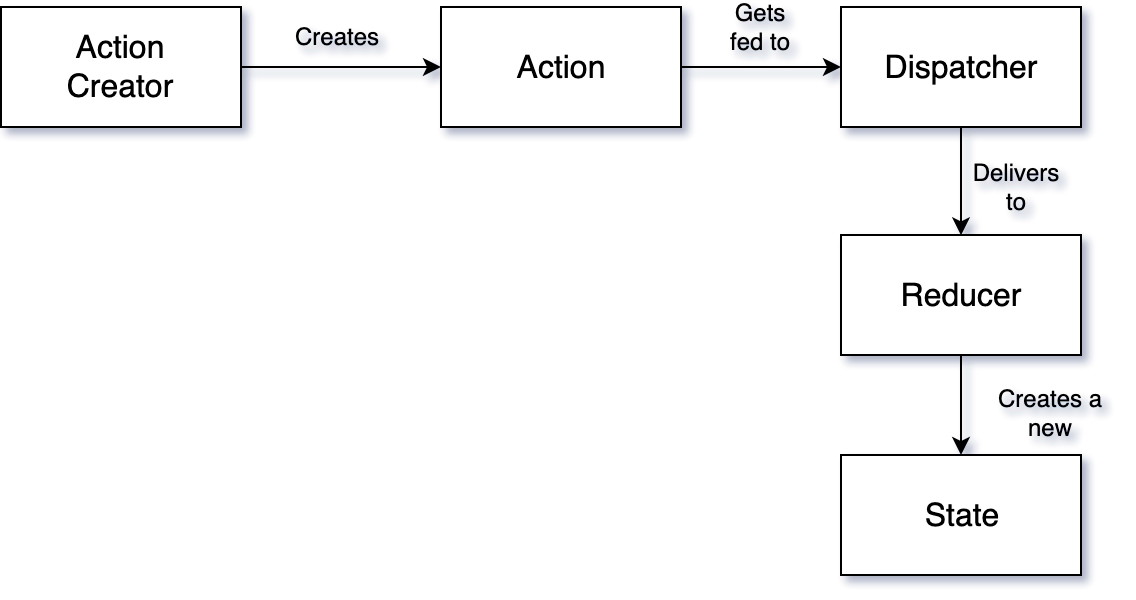 Action
Creator
Creates
Action
Gets
fed to
Dispatcher
Delivers
to
Reducer
Creates a
new
State